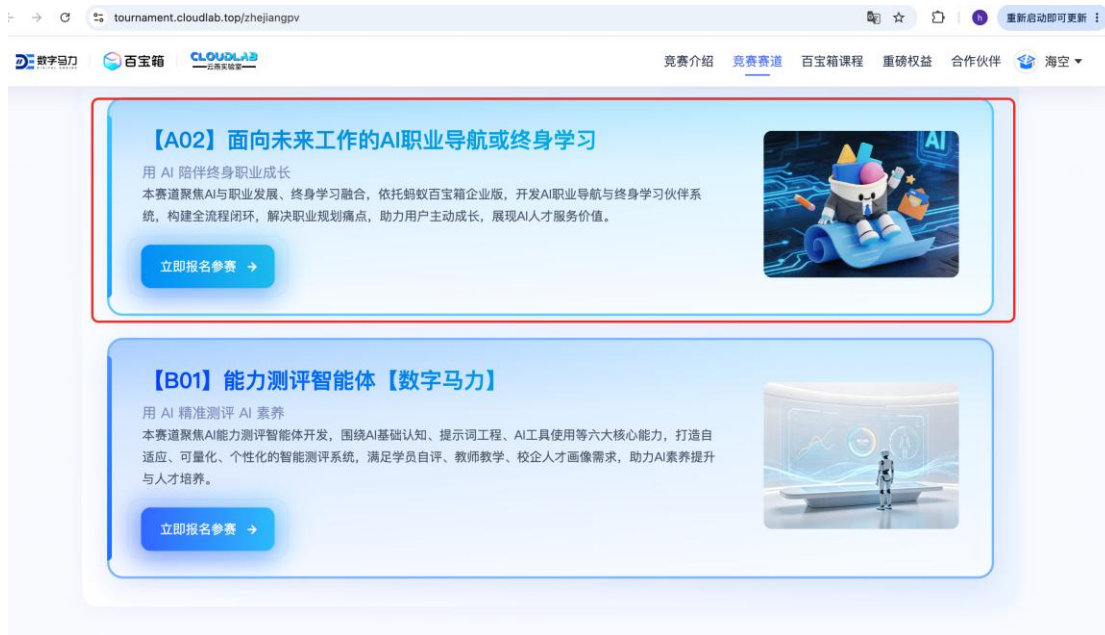 tournament.cloudlab.top/zhejiangpv
重新启动即可更新
数字马力
百宝箱
CLOUDLAB
云端实验室
竞赛介绍 竞赛赛道 百宝箱课程 重磅权益 合作伙伴 海空
【A02】面向未来工作的AI职业导航或终身学习
用 AI 陪伴终身职业成长
本赛道聚焦AI与职业发展、终身学习融合，依托蚂蚁百宝箱企业版，开发AI职业导航与终身学习伙伴系
统，构建全流程闭环，解决职业规划痛点，助力用户主动成长，展现AI人才服务价值。
立即报名参赛 →
AI
【B01】能力测评智能体【数字马力】
用 AI 精准测评 AI 素养
本赛道聚焦AI能力测评智能体开发，围绕AI基础认知、提示词工程、AI工具使用等六大核心能力，打造自
适应、可量化、个性化的智能测评系统，满足学员自评、教师教学、校企人才画像需求，助力AI素养提升
与人才培养。
立即报名参赛 →